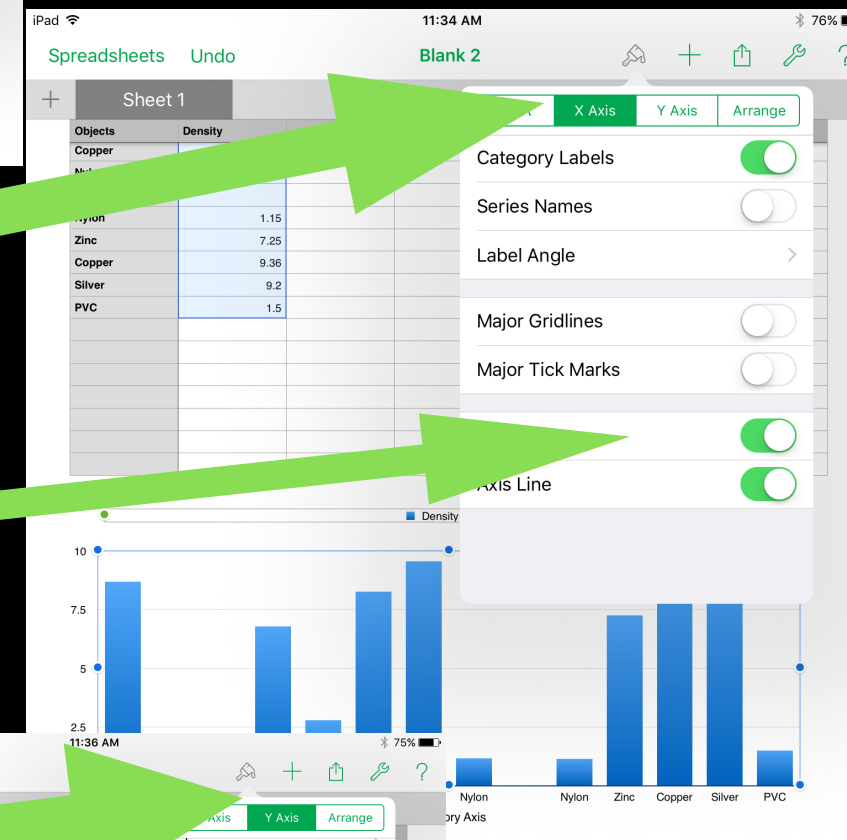 iPad 11:34 AM 76%
Spreadsheets Undo Blank 2
Sheet 1
X Axis Y Axis Arrange
Objects Density
Copper
Nylon 1.15
Zinc 7.25
Copper 9.36
Silver 9.2
PVC 1.5
Category Labels
Series Names
Label Angle
Major Gridlines
Major Tick Marks
Axis Line
Density
10
7.5
5
2.5
Nylon Nylon Zinc Copper Silver PVC
ory Axis
11:36 AM 75%
?
Axis Y Axis Arrange